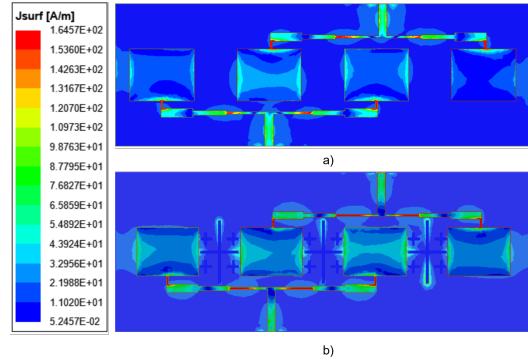 Jsurf [A/m]
1.6457E+02
1.5360E+02
1.4263E+02
1.3167E+02
1.2070E+02
1.0973E+02
9.8763E+01
8.7795E+01
7.6827E+01
6.5859E+01
5.4892E+01
4.3924E+01
3.2956E+01
2.1988E+01
1.1020E+01
5.2457E-02
a)
b)